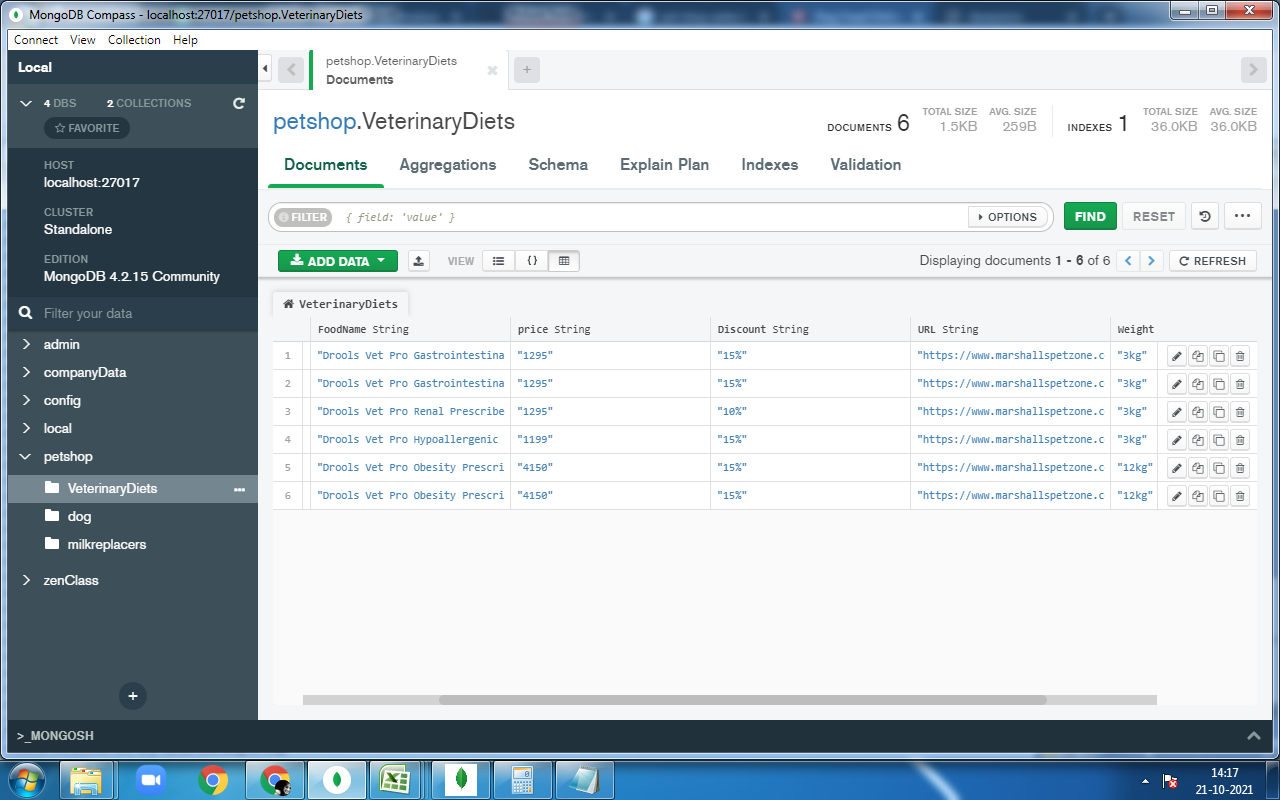 MongoDB Compass - localhost:27017/petshop.VeterinaryDiets
Connect View Collection Help
Local
4 DBS 2 COLLECTIONS
FAVORITE
HOST
localhost:27017
CLUSTER
Standalone
EDITION
MongoDB 4.2.15 Community
Filter your data
admin
companyData
config
local
petshop
VeterinaryDiets
dog
milkreplacers
zenClass
petshop.VeterinaryDiets
Documents
petshop.VeterinaryDiets
DOCUMENTS 6 TOTAL SIZE 1.5KB AVG. SIZE 259B INDEXES 1 TOTAL SIZE 36.0KB AVG. SIZE 36.0KB
Documents Aggregations Schema Explain Plan Indexes Validation
FILTER { field: 'value' } OPTIONS FIND RESET
ADD DATA VIEW {} Displaying documents 1 - 6 of 6 REFRESH
VeterinaryDiets
FoodName String price String Discount String URL String Weight
1 "Drools Vet Pro Gastrointestina "1295" "15%" "https://www.marshallspetzone.c "3kg"
2 "Drools Vet Pro Gastrointestina "1295" "15%" "https://www.marshallspetzone.c "3kg"
3 "Drools Vet Pro Renal Prescribe "1295" "10%" "https://www.marshallspetzone.c "3kg"
4 "Drools Vet Pro Hypoallergenic "1199" "15%" "https://www.marshallspetzone.c "3kg"
5 "Drools Vet Pro Obesity Prescri "4150" "15%" "https://www.marshallspetzone.c "12kg"
6 "Drools Vet Pro Obesity Prescri "4150" "15%" "https://www.marshallspetzone.c "12kg"
>_MONGOSH
14:17
21-10-2021